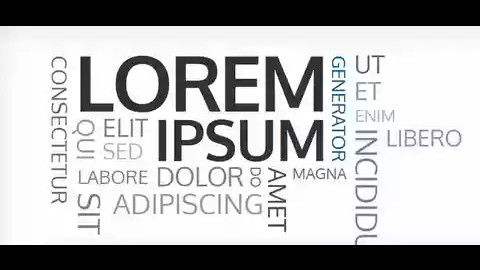 CONSECTETUR
LOREM
GENERATOR
UT
ET
ENIM
QUI
ELIT
IPSUM
LIBERO
SED
INCIDIDU
LABORE
DOLOR
DO
AMET
MAGNA
SIT
ADIPISCING